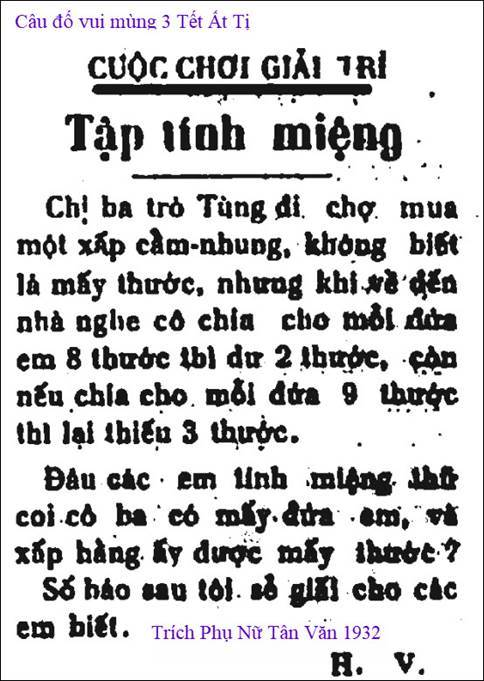 Câu đố vui mùng 3 Tết Ất Tị
CUỘC CHƠI GIẢI TRÍ
Tập tính miệng
Chị ba trò Tùng đi chợ mua
một xấp cẩm-nhung, không biết
là mấy thước, nhưng khi về đến
nhà nghe cô chia cho mỗi đứa
em 8 thước thì dư 2 thước, còn
nếu chia cho mỗi đứa 9 thước
thì lại thiếu 3 thước.
Đâu các em tính miệng thử
coi cô ba có mấy đứa em, và
xấp hàng ấy được mấy thước ?
Số báo sau tôi sẻ giải cho các
em biết.
Trích Phụ Nữ Tân Văn 1932
H. V.